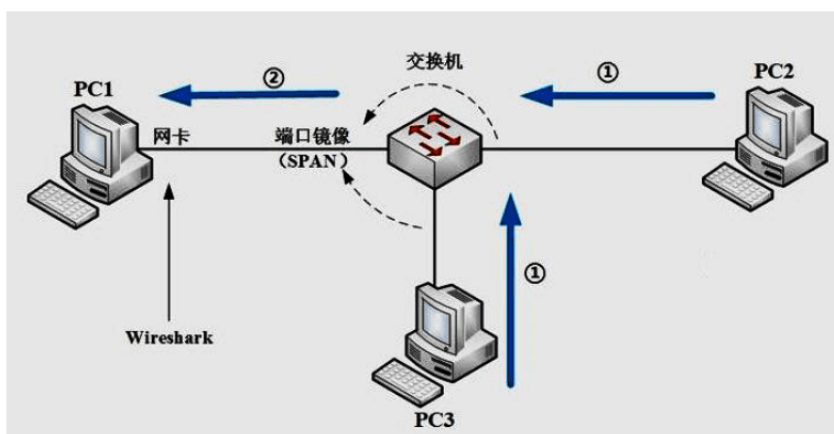 交换机
②
①
PC1
PC2
网卡
端口镜像
（SPAN）
①
Wireshark
PC3